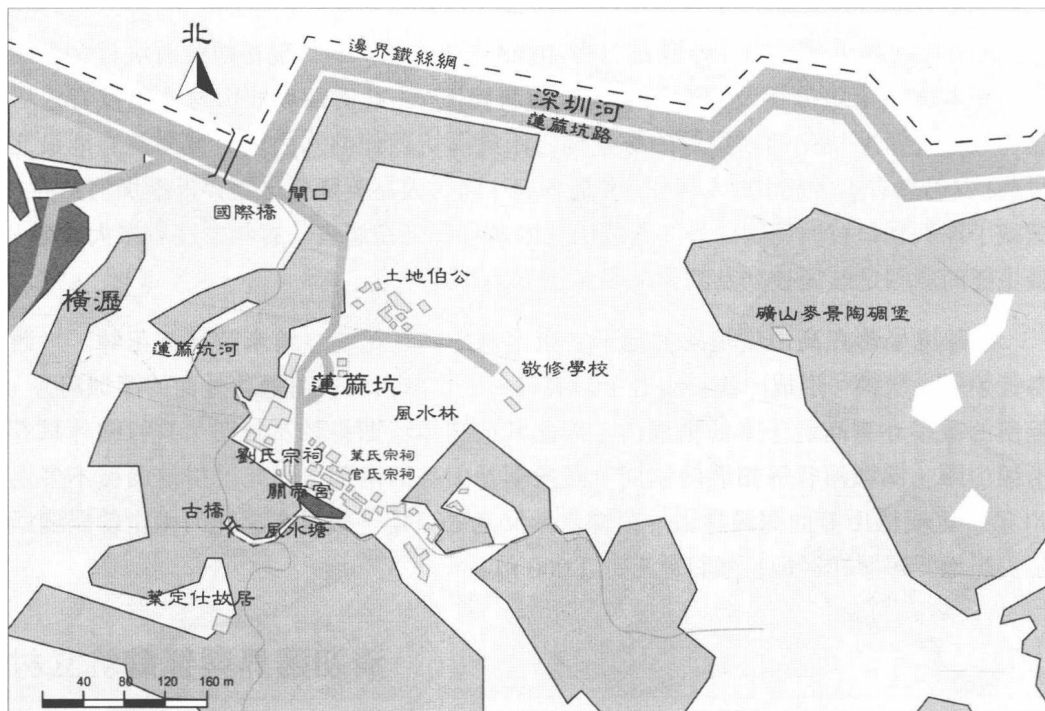 北
邊界鐵絲網
深圳河
蓮蔴坑路
閘口
國際橋
土地伯公
橫瀝
礦山麥景陶碉堡
蓮蔴坑河
敬修學校
蓮蔴坑
風水林
劉氏宗祠
葉氏宗祠
官氏宗祠
關帝宮
古橋
風水塘
葉定仕故居
40 80 120 160 m